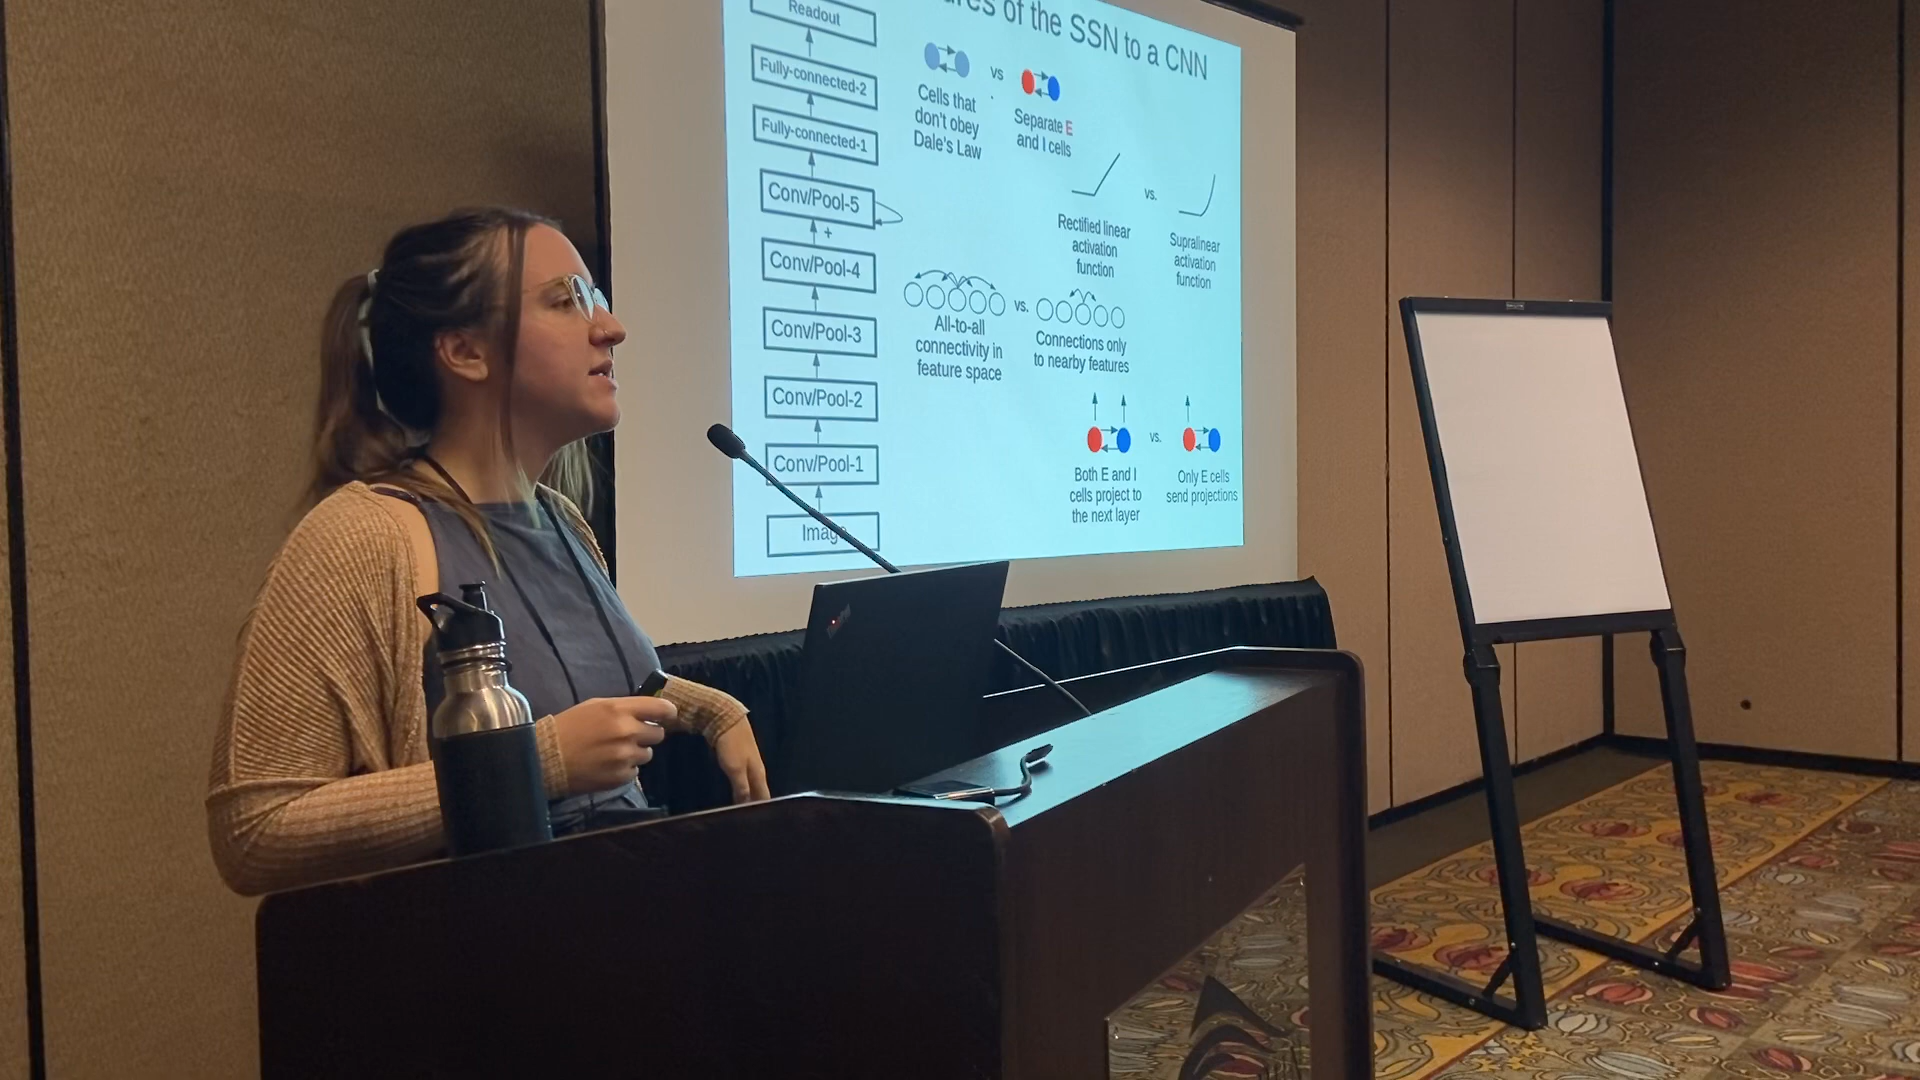 of the SSN to a CNN
Readout
Fully-connected-2
Fully-connected-1
Conv/Pool-5
+
Conv/Pool-4
Conv/Pool-3
Conv/Pool-2
Conv/Pool-1
Image
Cells that
don't obey
Dale's Law
vs
Separate E
and I cells
Rectified linear
activation
function
vs.
Supralinear
activation
function
All-to-all
connectivity in
feature space
vs.
Connections only
to nearby features
Both E and I
cells project to
the next layer
vs.
Only E cells
send projections